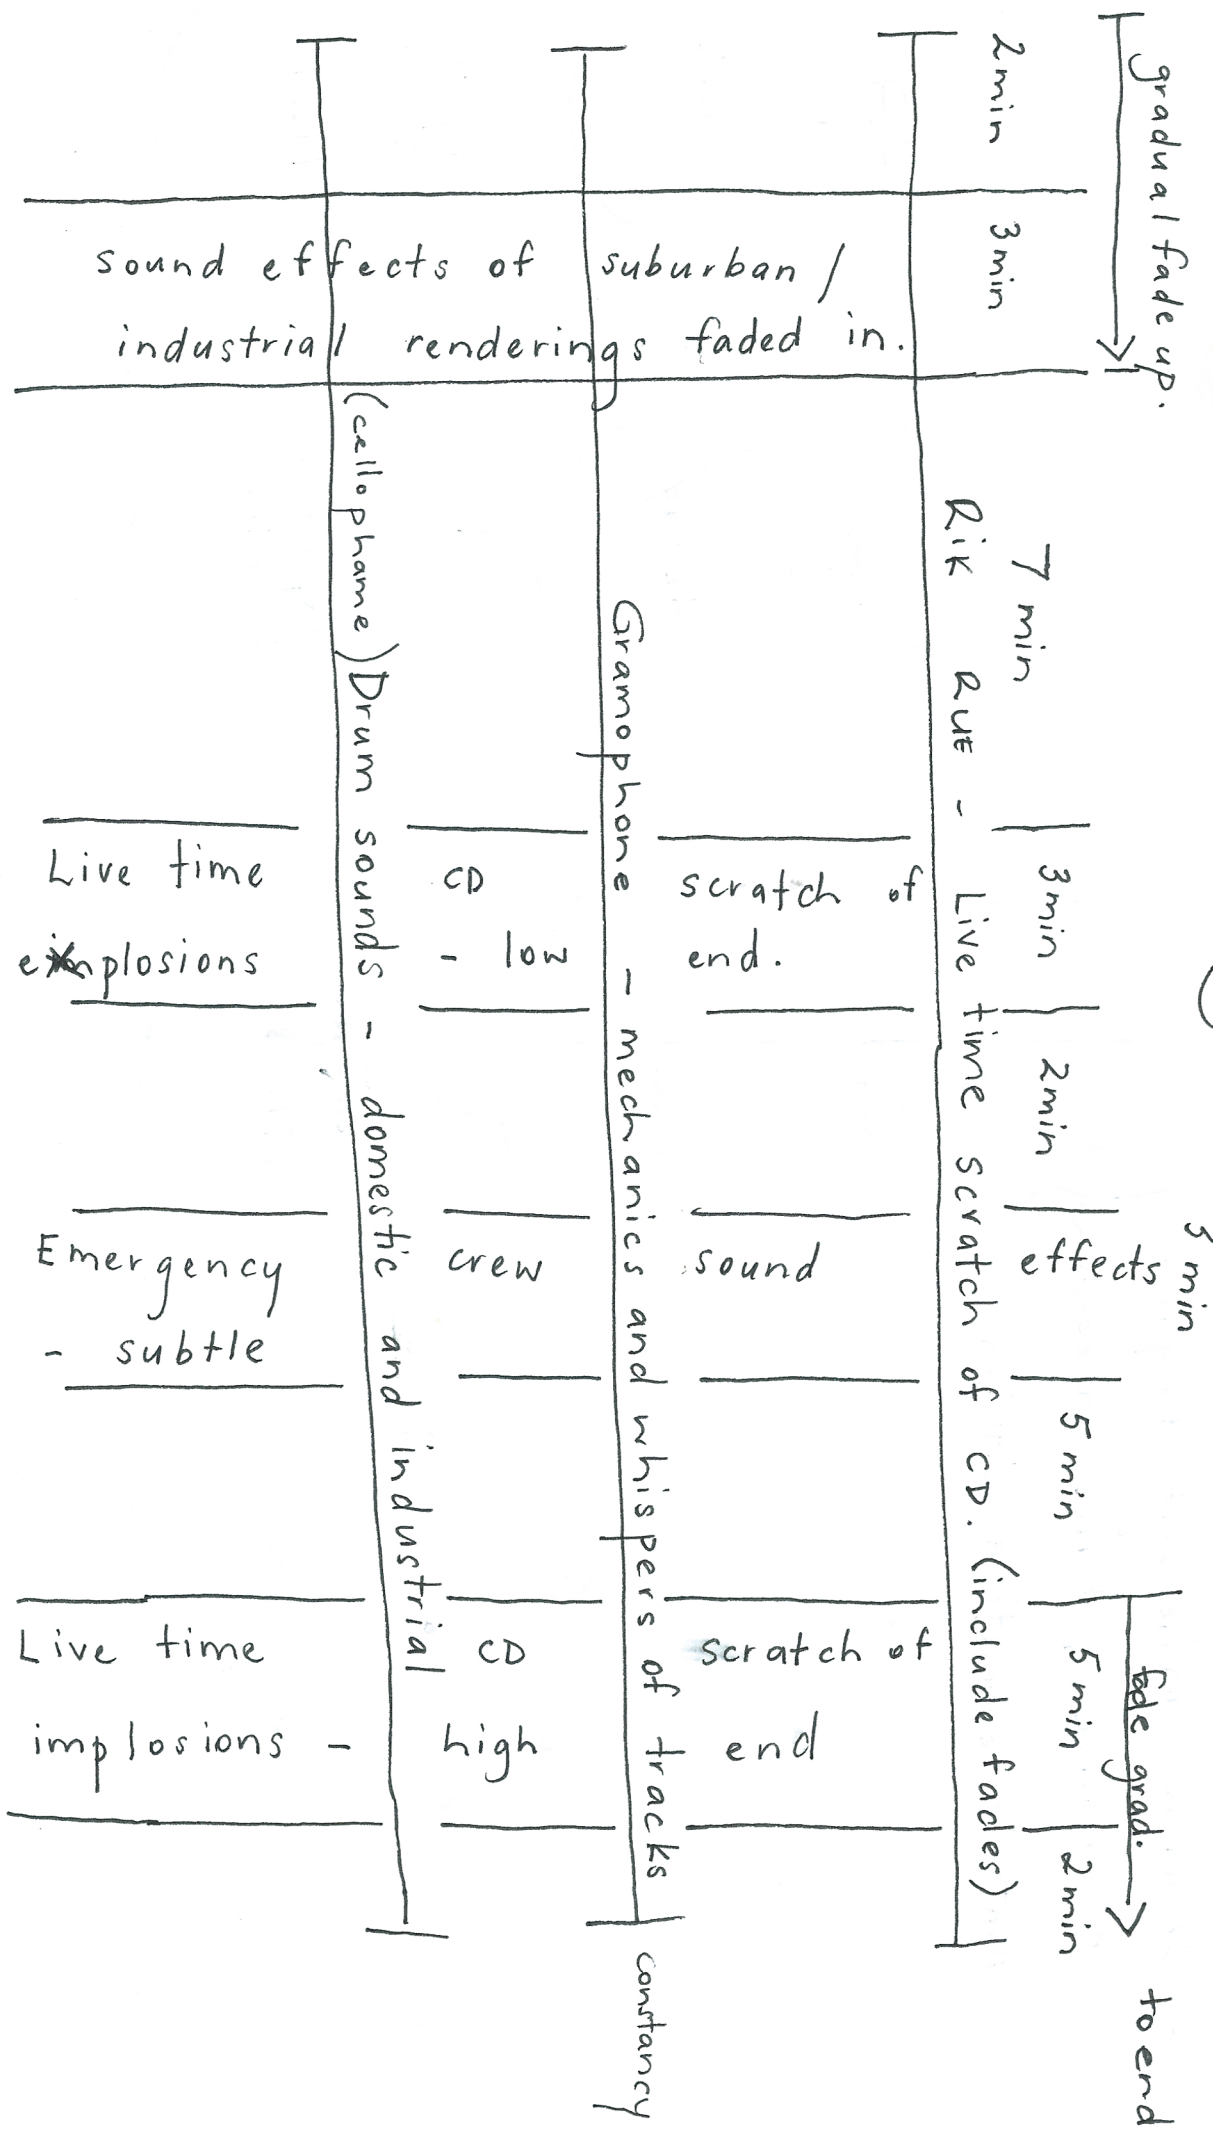 gradual fade up.
2 min
3 min
sound effects of suburban /
industrial renderings faded in.
7 min
RiK RUE - Live time scratch of CD. (include fades)
Gramophone - mechanics and whispers of tracks
constancy
(cellophame) Drum sounds - domestic and industrial
3 min
Live time CD scratch of
implosions - low end.
2 min
Emergency crew sound effects
- subtle
3 min
5 min
Live time CD scratch of
implosions - high end
5 min
fade grad.
2 min
to end